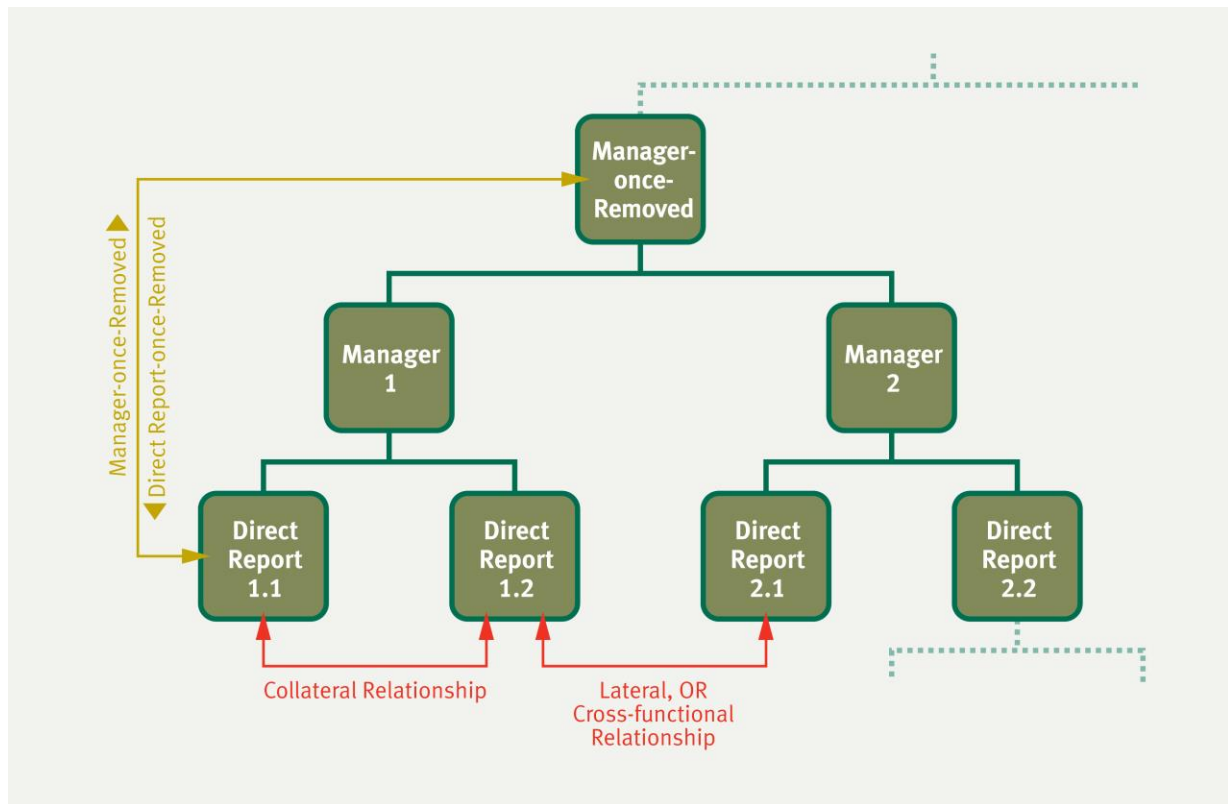 Manager-
once-
Removed
Manager-once-Removed
Direct Report-once-Removed
Manager
1
Manager
2
Direct
Report
1.1
Direct
Report
1.2
Direct
Report
2.1
Direct
Report
2.2
Collateral Relationship
Lateral, OR
Cross-functional
Relationship